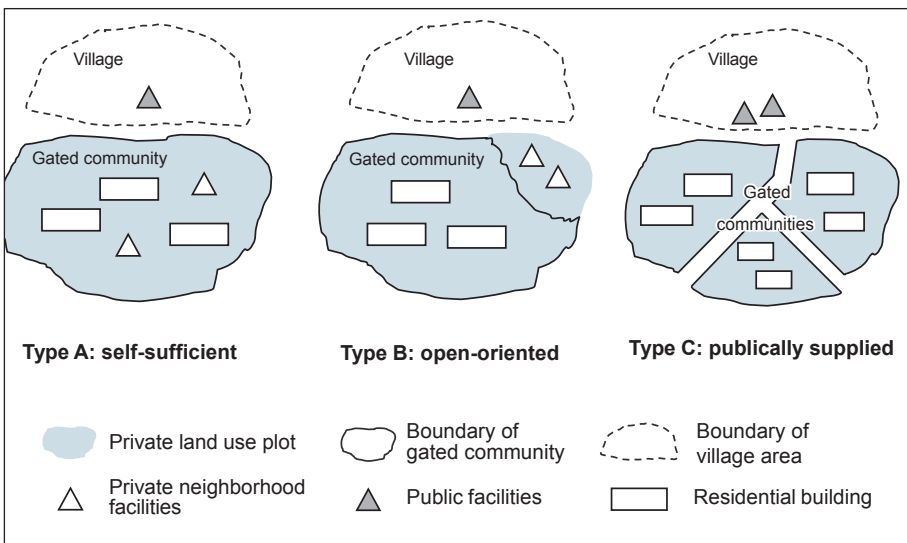 Village
Village
Village
Gated community
Gated community
Gated
communities
Type A: self-sufficient
Type B: open-oriented
Type C: publically supplied
Private land use plot
Boundary of
gated community
Boundary of
village area
Private neighborhood
facilities
Public facilities
Residential building